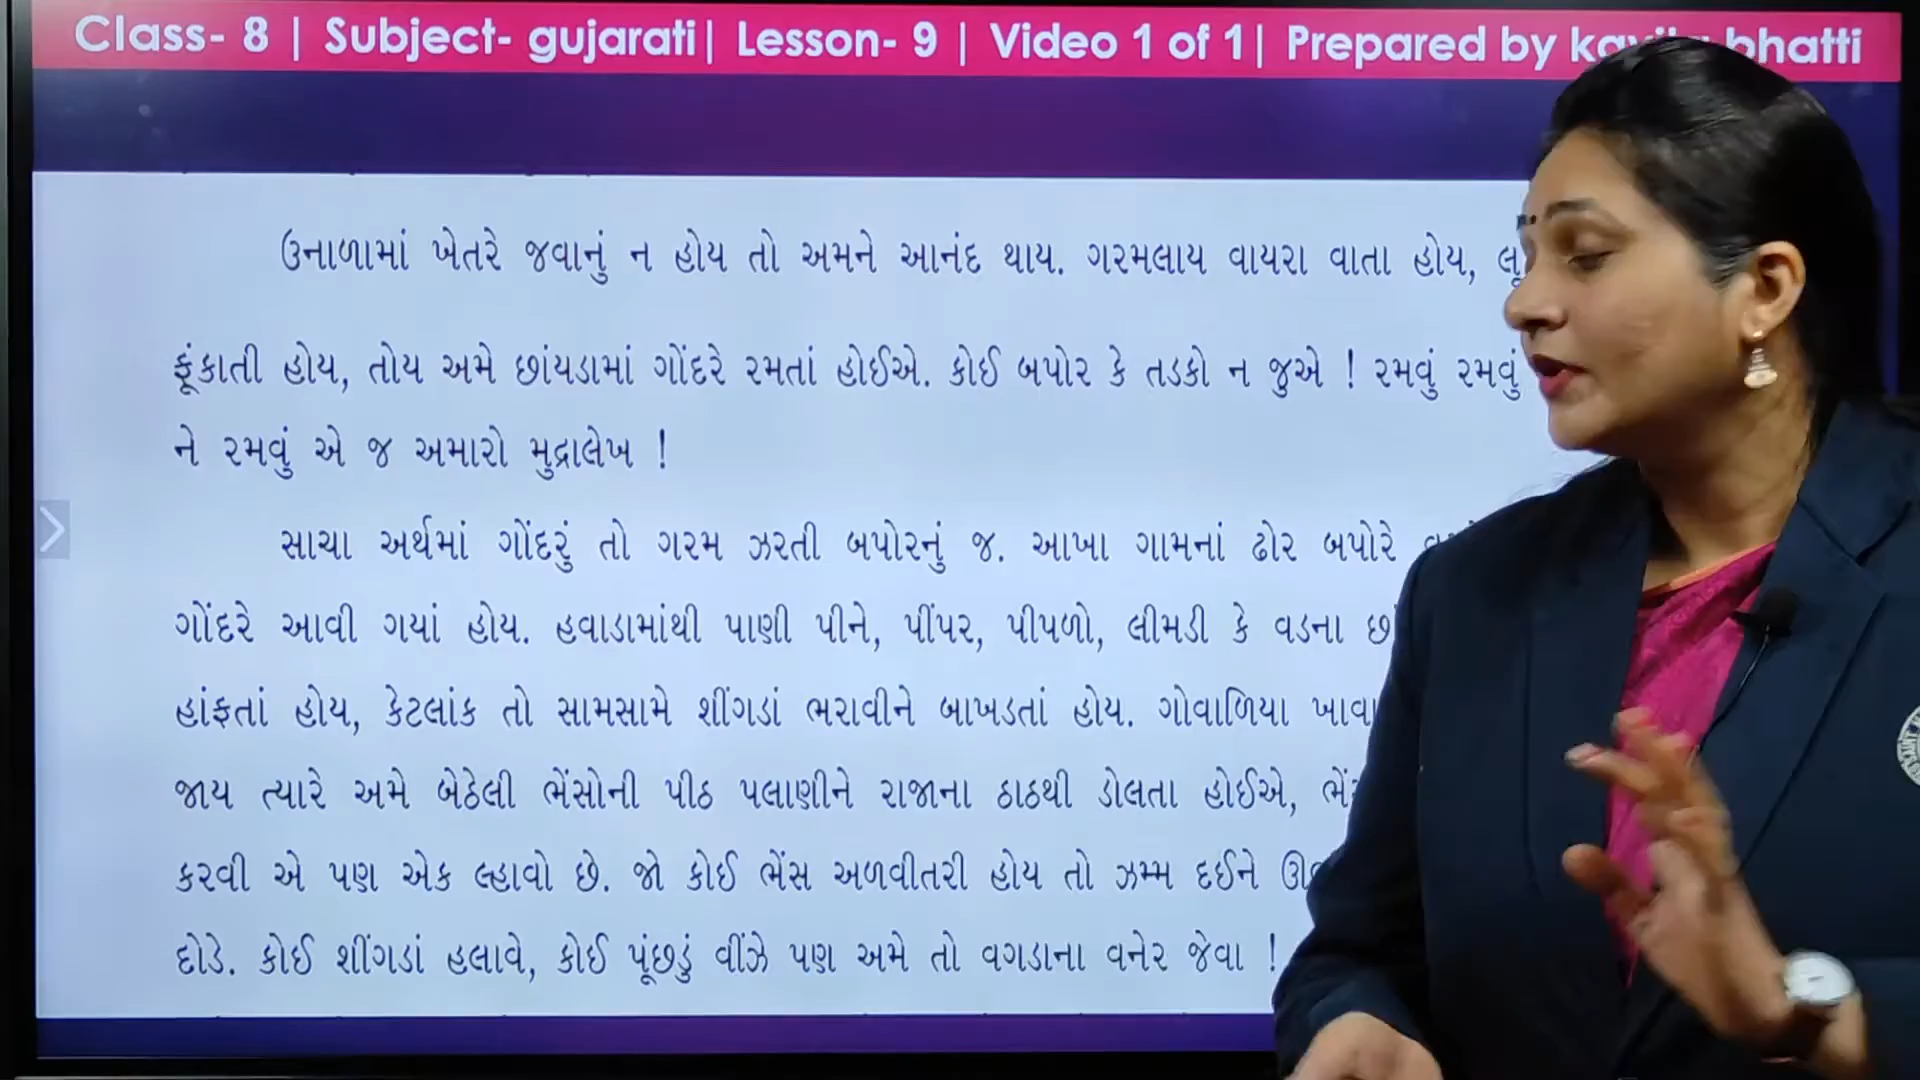 Class- 8 | Subject- gujarati| Lesson- 9 | Video 1 of 1| Prepared by bhatti
ઉનાળામાં ખેતરે જવાનું ન હોય તો અમને આનંદ થાય. ગરમલાય વાયરા વાતા હોય, લૂ
ફૂંકાતી હોય, તોય અમે છાંયડામાં ગોંદરે રમતાં હોઈએ. કોઈ બપોર કે તડકો ન જુએ ! રમવું રમવું
ને રમવું એ જ અમારો મુદ્રાલેખ !
સાચા અર્થમાં ગોંદરું તો ગરમ ઝરતી બપોરનું જ. આખા ગામનાં ઢોર બપોરે
ગોંદરે આવી ગયાં હોય. હવાડામાંથી પાણી પીને, પીંપર, પીપળો, લીમડી કે વડના
હાંફતાં હોય, કેટલાંક તો સામસામે શીંગડાં ભરાવીને બાખડતાં હોય. ગોવાળિયા ખાવા
જાય ત્યારે અમે બેઠેલી ભેંસોની પીઠ પલાણીને રાજાના ઠાઠથી ડોલતા હોઈએ,
કરવી એ પણ એક લ્હાવો છે. જો કોઈ ભેંસ અળવીતરી હોય તો ઝમ્મ દઈને
દોડે. કોઈ શીંગડાં હલાવે, કોઈ પૂંછડું વીંઝે પણ અમે તો વગડાના વનેર જેવા !